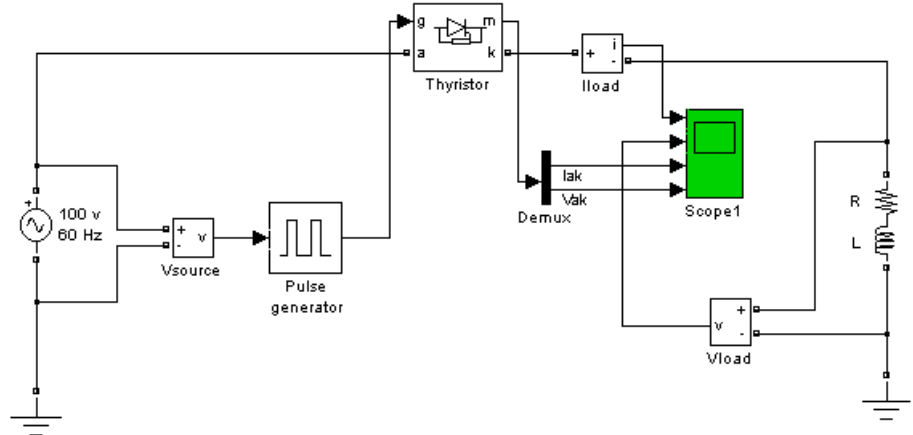 g
m
a
k
Thyristor
+
i
-
Iload
Iak
Vak
Demux
Scope1
+
100 v
60 Hz
+
-
v
Vsource
Pulse
generator
R
L
+
-
v
Vload